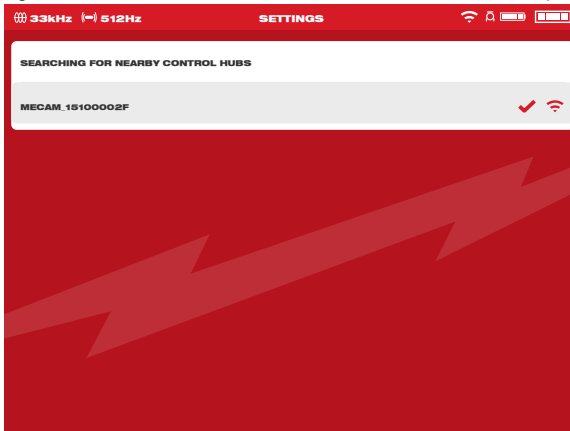 33kHz 512Hz SETTINGS
SEARCHING FOR NEARBY CONTROL HUBS
MECAM_15100002F